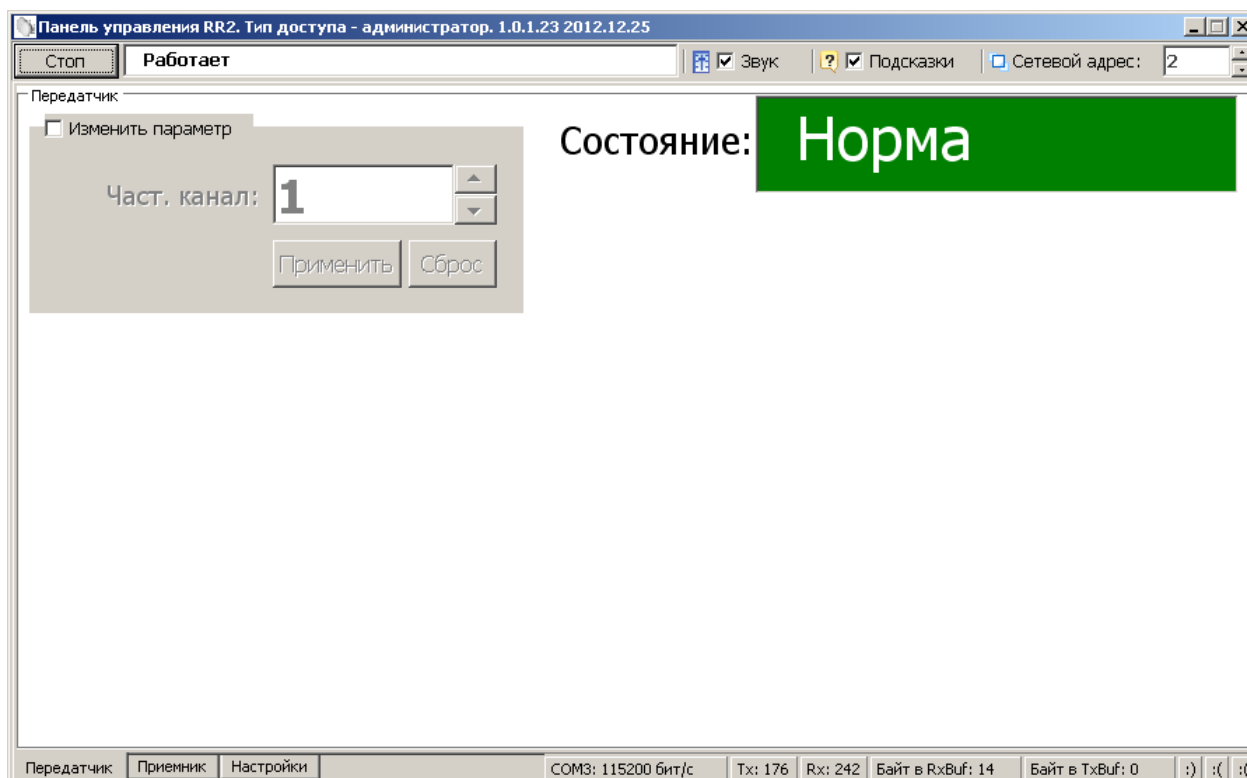 Панель управления RR2. Тип доступа - администратор. 1.0.1.23 2012.12.25
Стоп Работает Звук Подсказки Сетевой адрес: 2
Передатчик
Изменить параметр
Част. канал: 1
Применить Сброс
Состояние: Норма
Передатчик Приемник Настройки COM3: 115200 бит/с Tx: 176 Rx: 242 Байт в RxBuf: 14 Байт в TxBuf: 0 :) :( :(